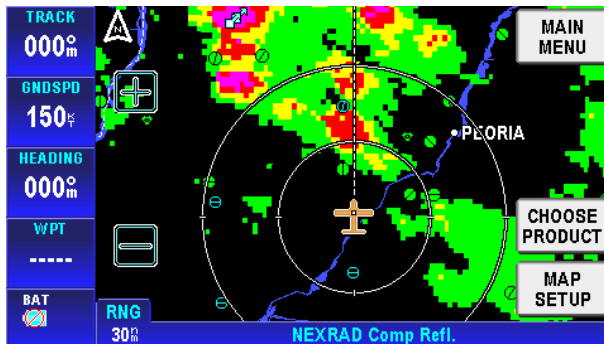 TRACK
000°m
GNDSPD
150KT
HEADING
000°m
WPT
-----
BAT
N
PEORIA
MAIN
MENU
CHOOSE
PRODUCT
MAP
SETUP
RNG
30nm
NEXRAD Comp Refl.